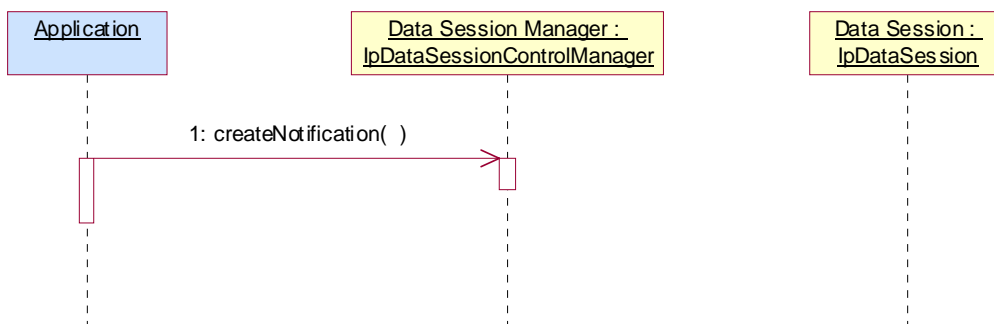 Application
Data Session Manager :
IpDataSessionControlManager
Data Session :
IpDataSession
1: createNotification( )